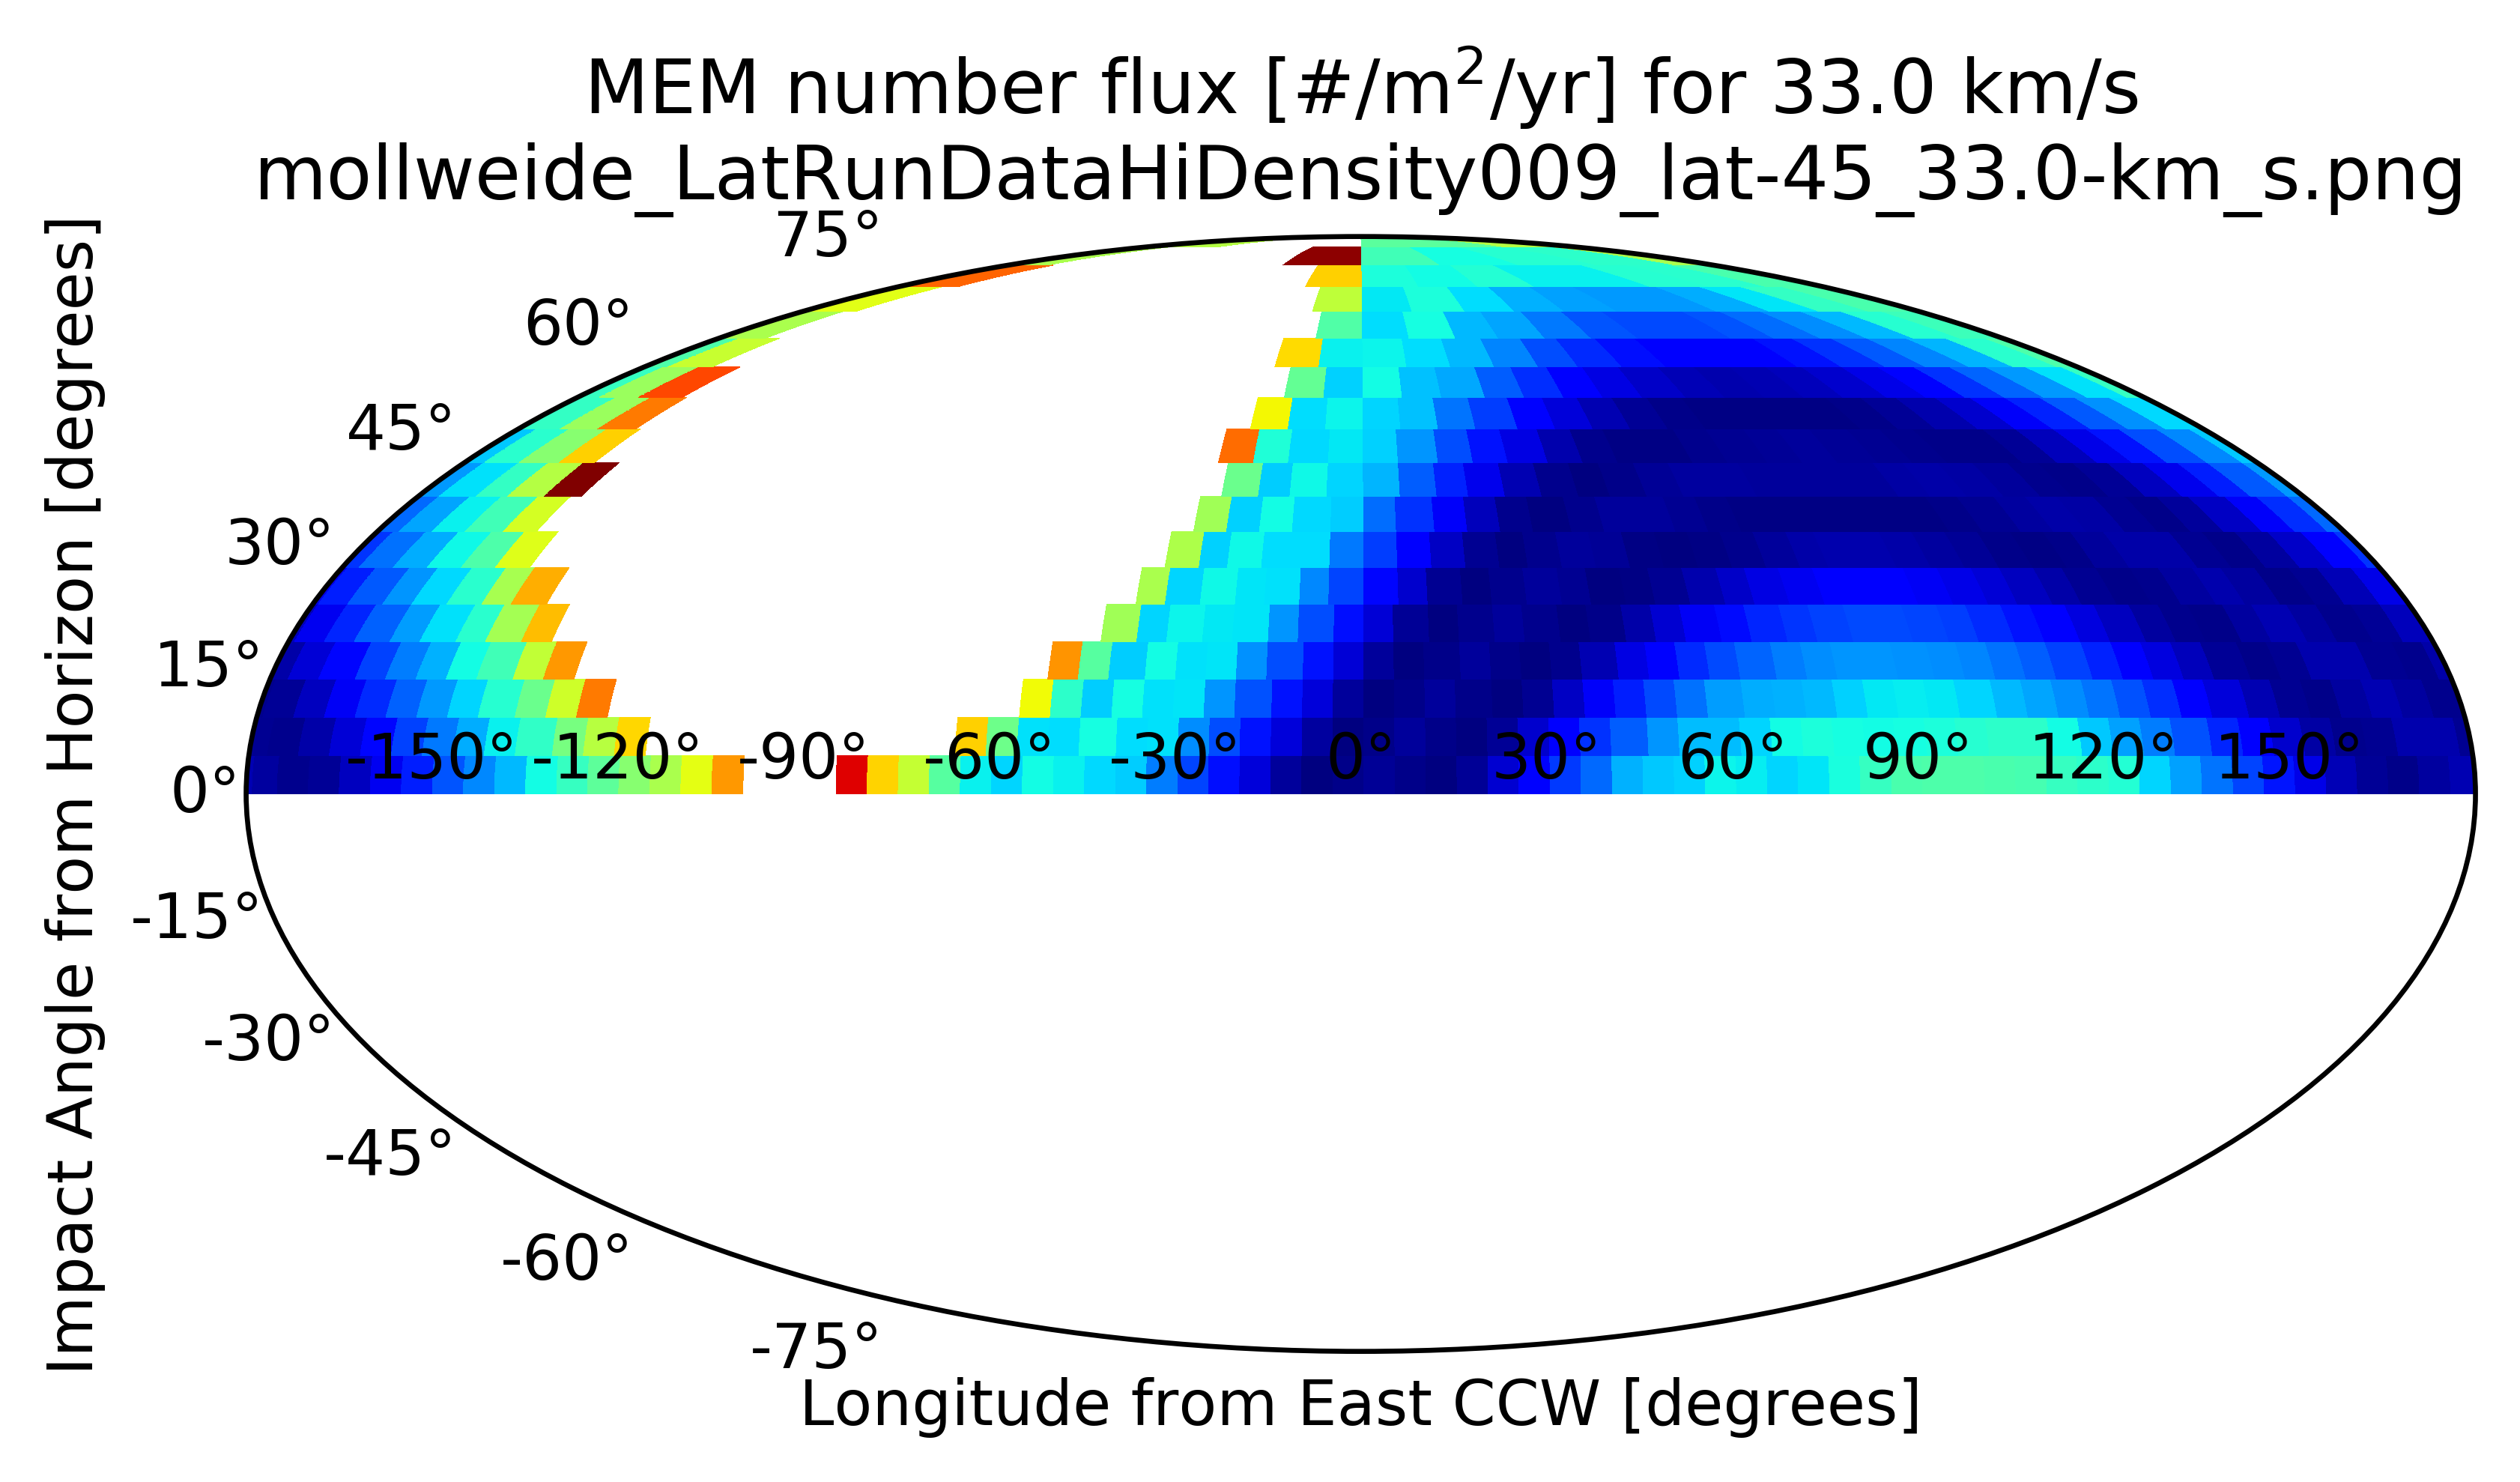 MEM number flux [#/m²/yr] for 33.0 km/s
mollweide_LatRunDataHiDensity009_lat-45_33.0-km_s.png
Impact Angle from Horizon [degrees]
75°
60°
45°
30°
15°
0°
-15°
-30°
-45°
-60°
-75°
-150° -120° -90° -60° -30° 0° 30° 60° 90° 120° 150°
Longitude from East CCW [degrees]